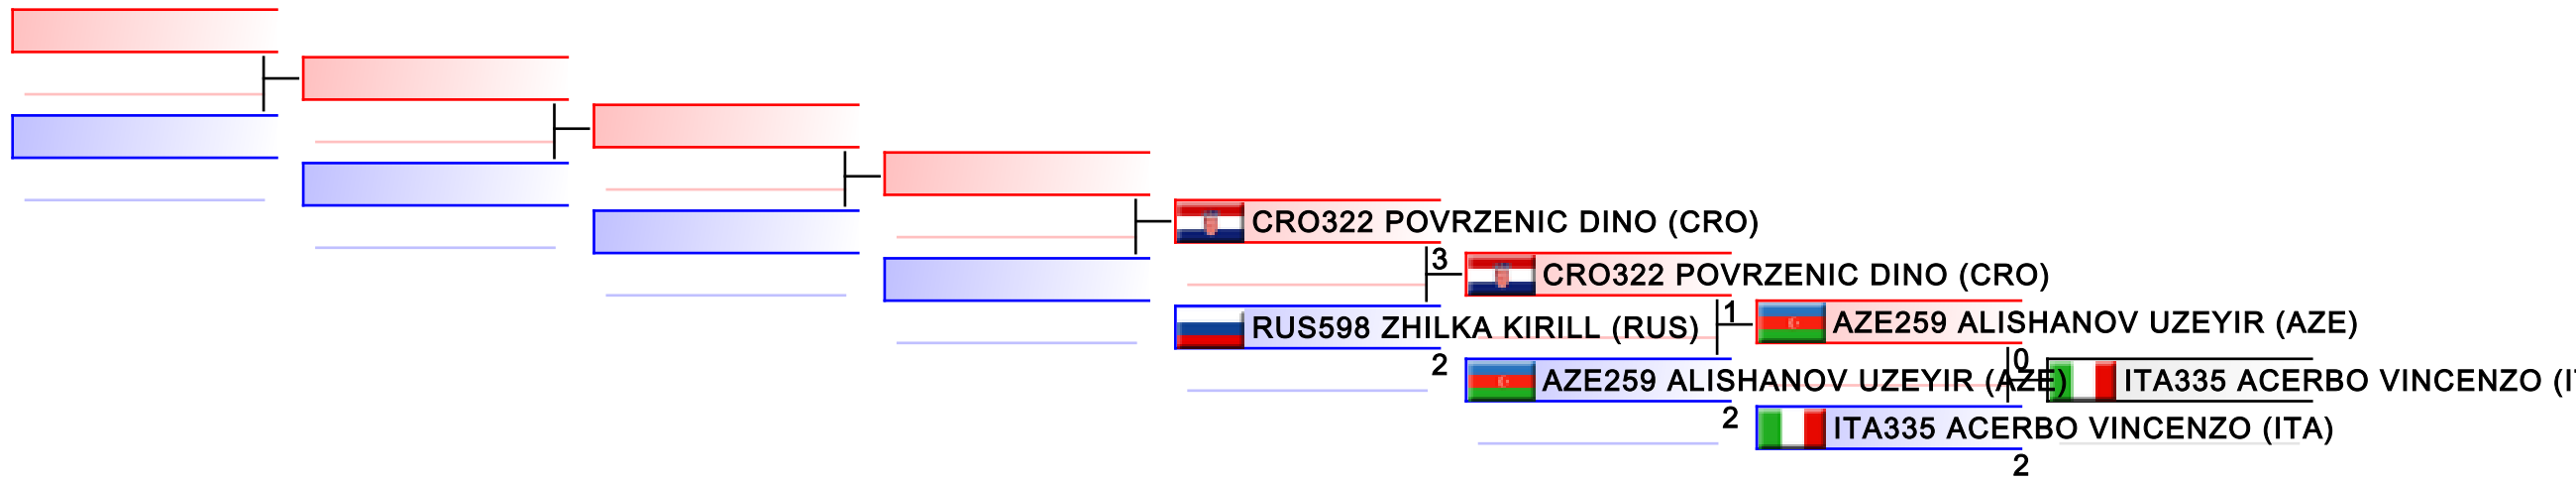 CRO322 POVRZENIC DINO (CRO)
3
CRO322 POVRZENIC DINO (CRO)
RUS598 ZHILKA KIRILL (RUS)
2
1
AZE259 ALISHANOV UZEYIR (AZE)
AZE259 ALISHANOV UZEYIR (AZE)
2
0
ITA335 ACERBO VINCENZO (IT
ITA335 ACERBO VINCENZO (ITA)
2